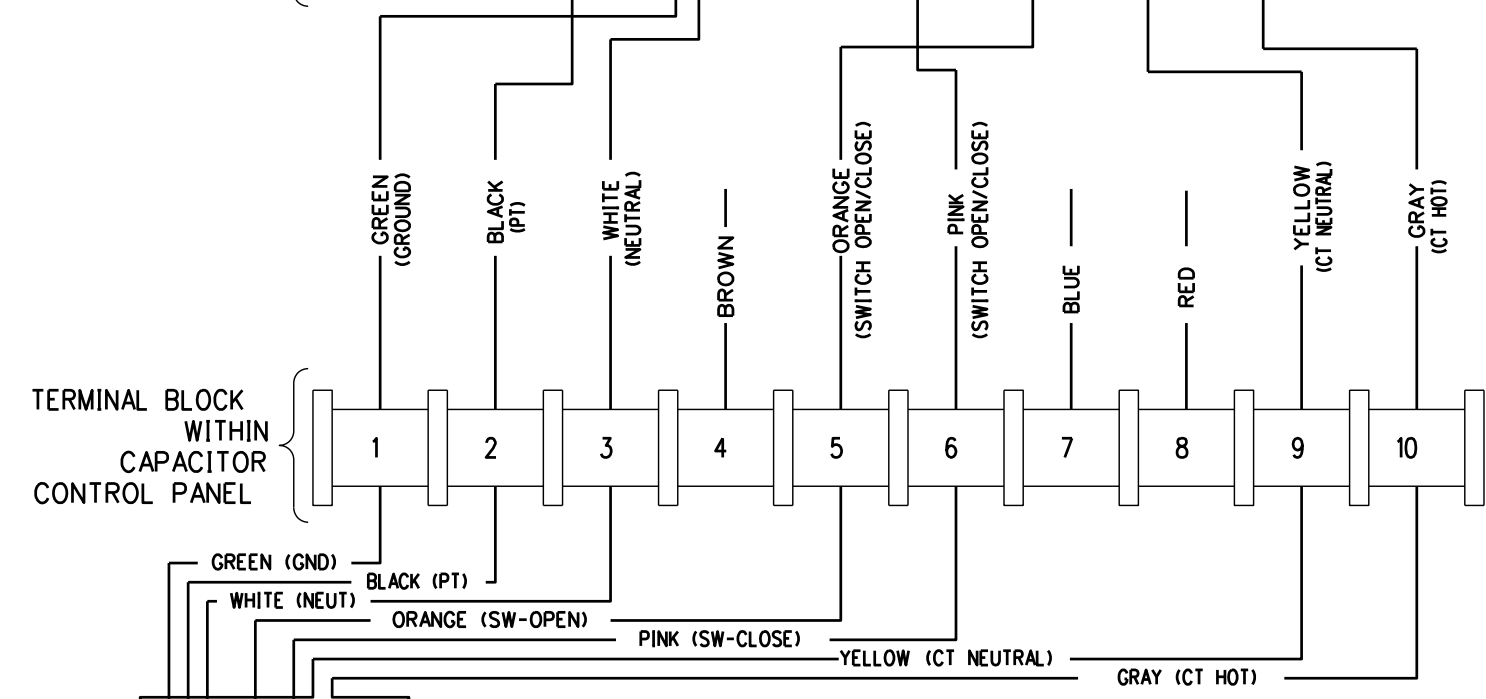 GREEN
(GROUND)
BLACK
(PT)
WHITE
(NEUTRAL)
BROWN
ORANGE
(SWITCH OPEN/CLOSE)
PINK
(SWITCH OPEN/CLOSE)
BLUE
RED
YELLOW
(CT NEUTRAL)
GRAY
(CT HOT)
TERMINAL BLOCK
WITHIN
CAPACITOR
CONTROL PANEL
1 2 3 4 5 6 7 8 9 10
GREEN (GND)
BLACK (PT)
WHITE (NEUT)
ORANGE (SW-OPEN)
PINK (SW-CLOSE)
YELLOW (CT NEUTRAL)
GRAY (CT HOT)